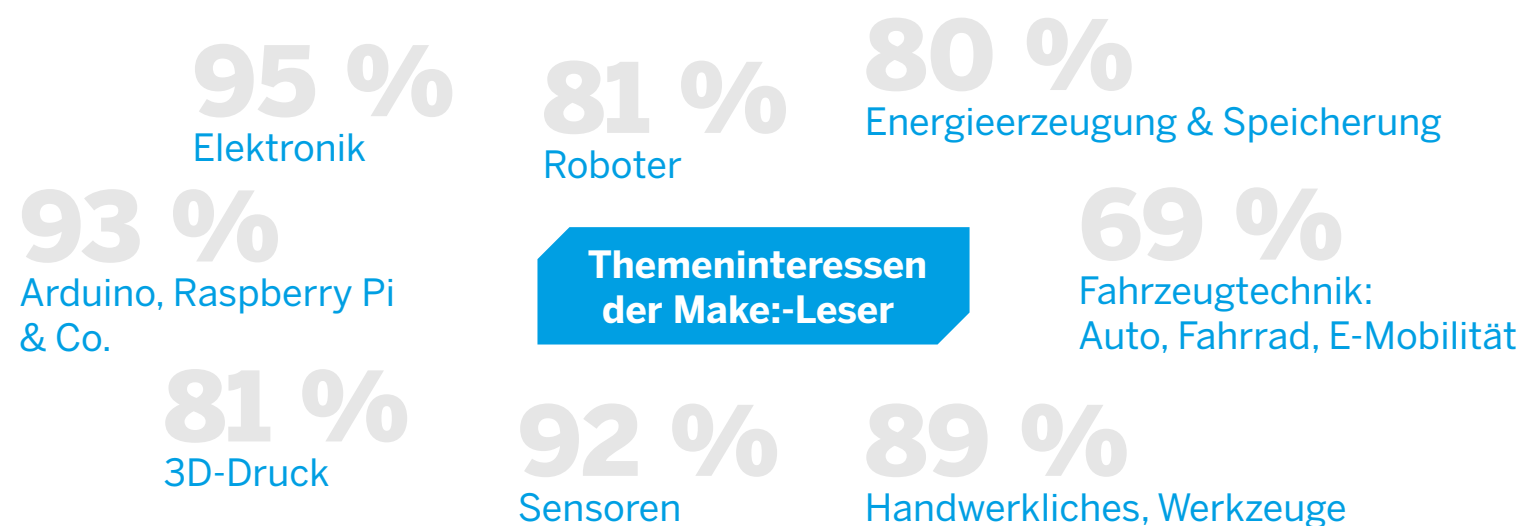 95 %
Elektronik
81 %
Roboter
80 %
Energieerzeugung & Speicherung
93 %
Arduino, Raspberry Pi
& Co.
Themeninteressen
der Make:-Leser
69 %
Fahrzeugtechnik:
Auto, Fahrrad, E-Mobilität
81 %
3D-Druck
92 %
Sensoren
89 %
Handwerkliches, Werkzeuge